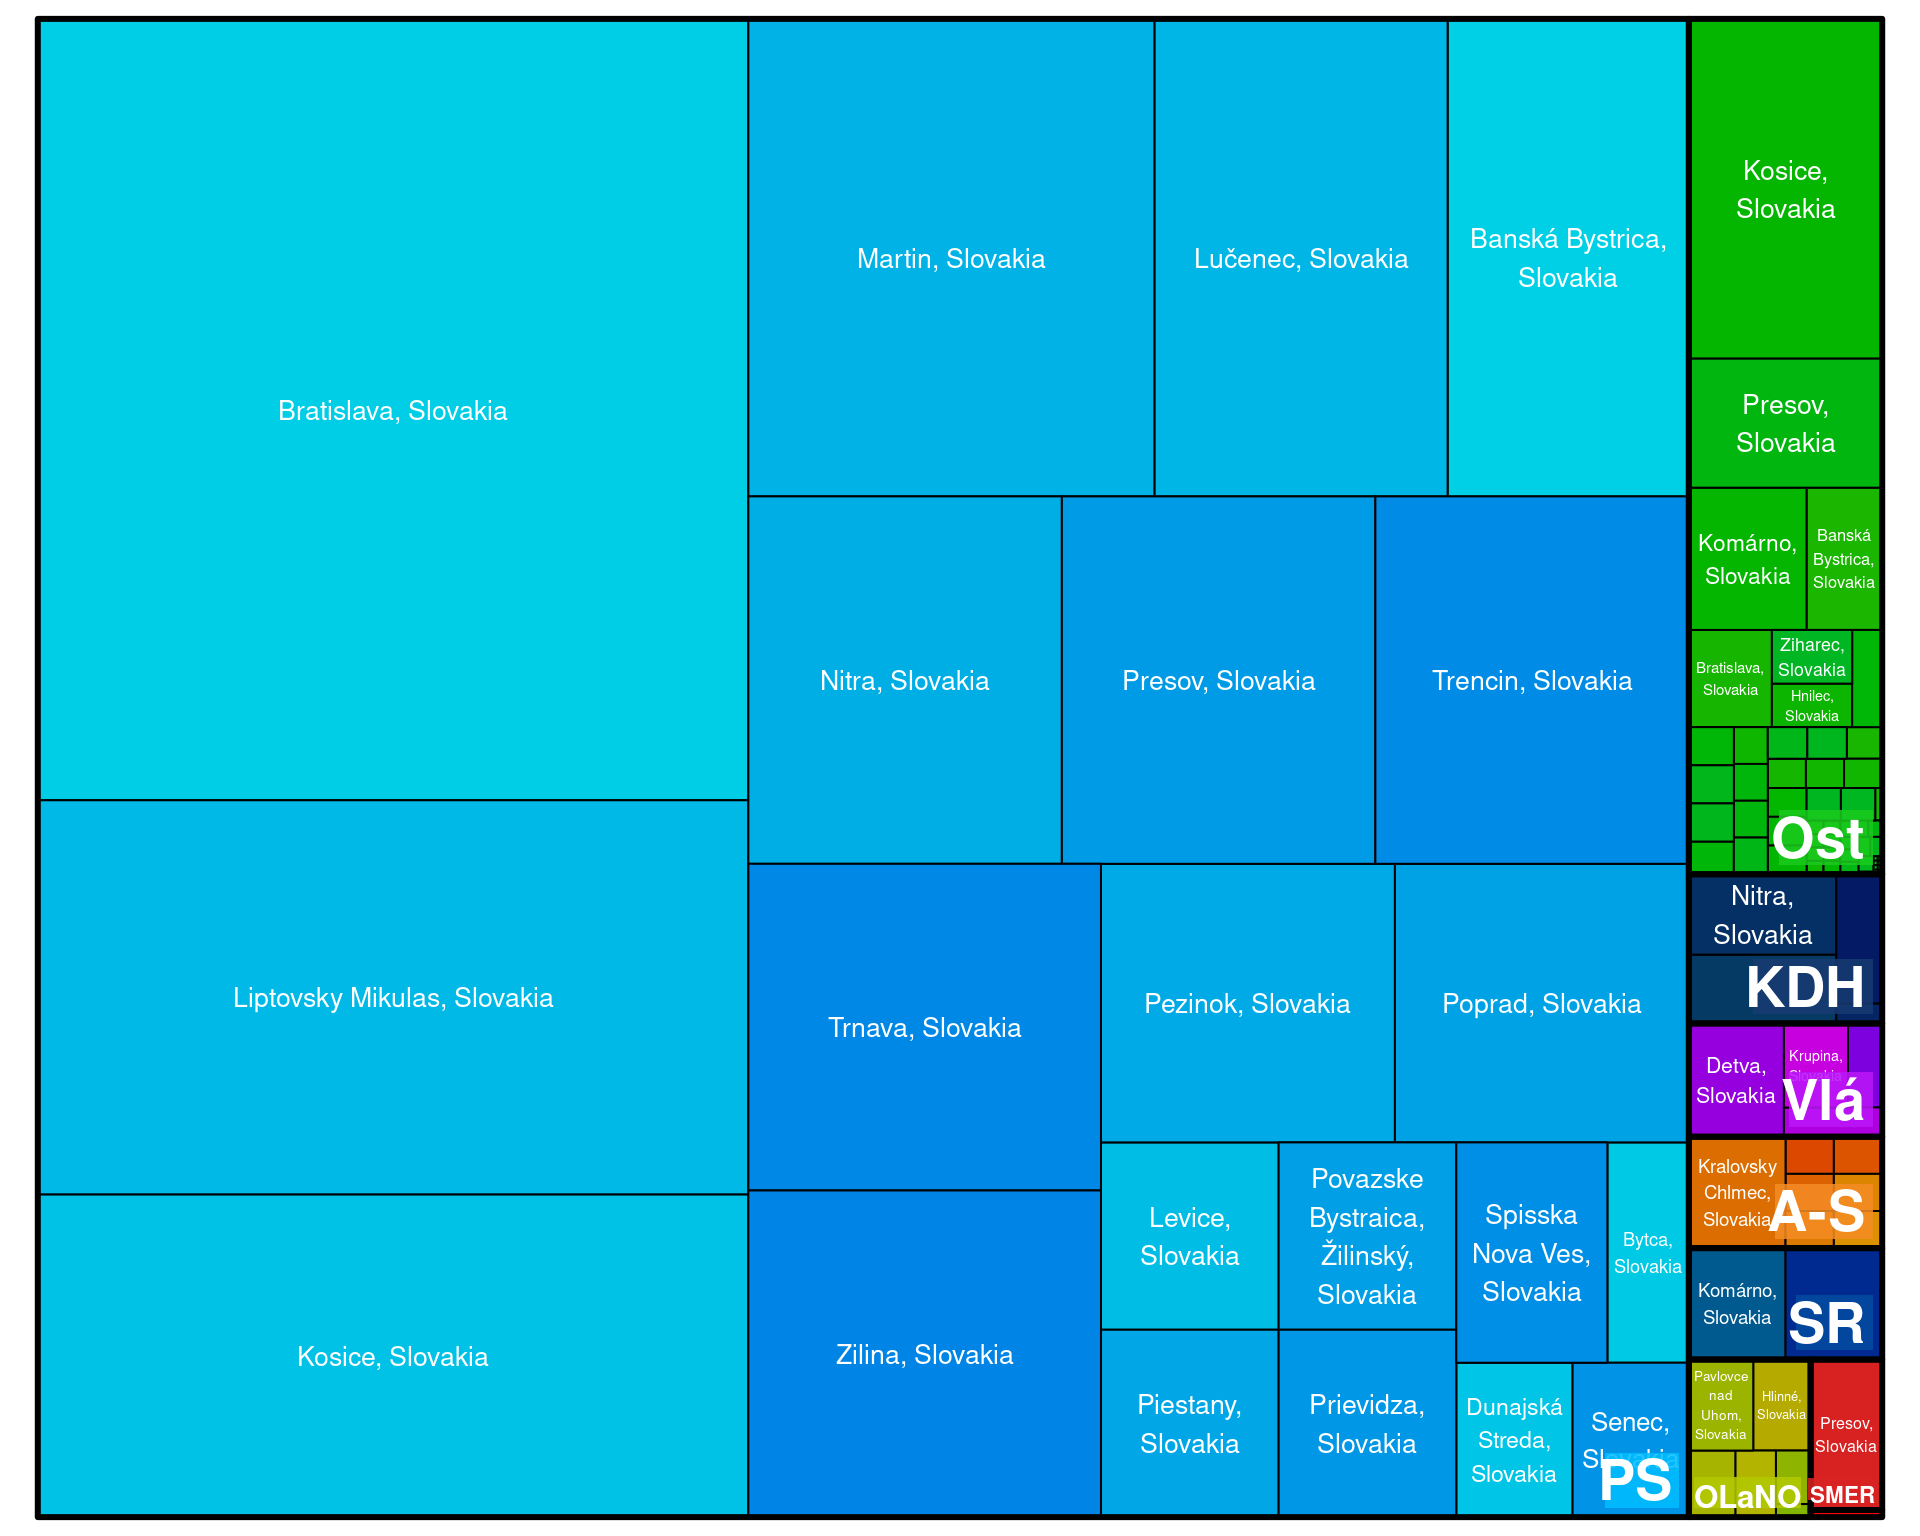 Bratislava, Slovakia
Liptovsky Mikulas, Slovakia
Kosice, Slovakia
Martin, Slovakia
Lučenec, Slovakia
Banská Bystrica,
Slovakia
Nitra, Slovakia
Presov, Slovakia
Trencin, Slovakia
Trnava, Slovakia
Zilina, Slovakia
Pezinok, Slovakia
Poprad, Slovakia
Levice,
Slovakia
Povazske
Bystraica,
Žilinský,
Slovakia
Spisska
Nova Ves,
Slovakia
Bytca,
Slovakia
Piestany,
Slovakia
Prievidza,
Slovakia
Dunajská
Streda,
Slovakia
Senec,
Slovakia
PS
Kosice,
Slovakia
Presov,
Slovakia
Komárno,
Slovakia
Banská
Bystrica,
Slovakia
Bratislava,
Slovakia
Ziharec,
Slovakia
Hnilec,
Slovakia
Ost
Nitra,
Slovakia
KDH
Detva,
Slovakia
Krupina,
Slovakia
Vlá
Kralovsky
Chlmec,
Slovakia
A-S
Komárno,
Slovakia
SR
Pavlovce
nad
Uhom,
Slovakia
Hlinné,
Slovakia
OLaNO
Presov,
Slovakia
SMER